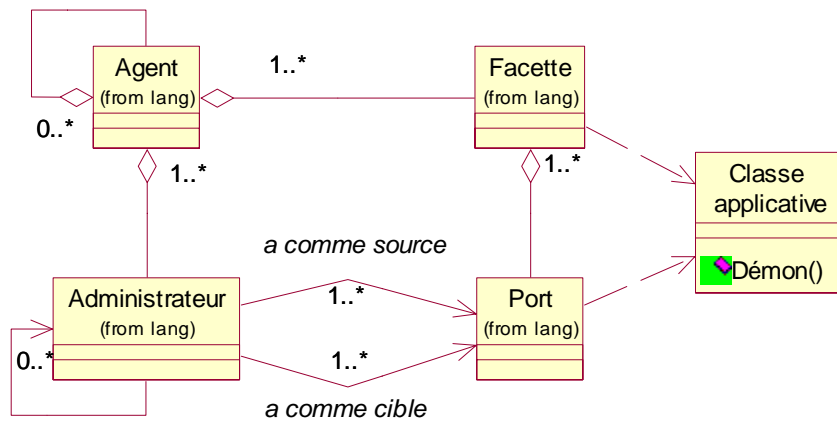 Agent
(from lang)
0..*
1..*
1..*
Facette
(from lang)
1..*
Classe
applicative
Démon()
a comme source
Administrateur
(from lang)
0..*
1..*
1..*
a comme cible
Port
(from lang)